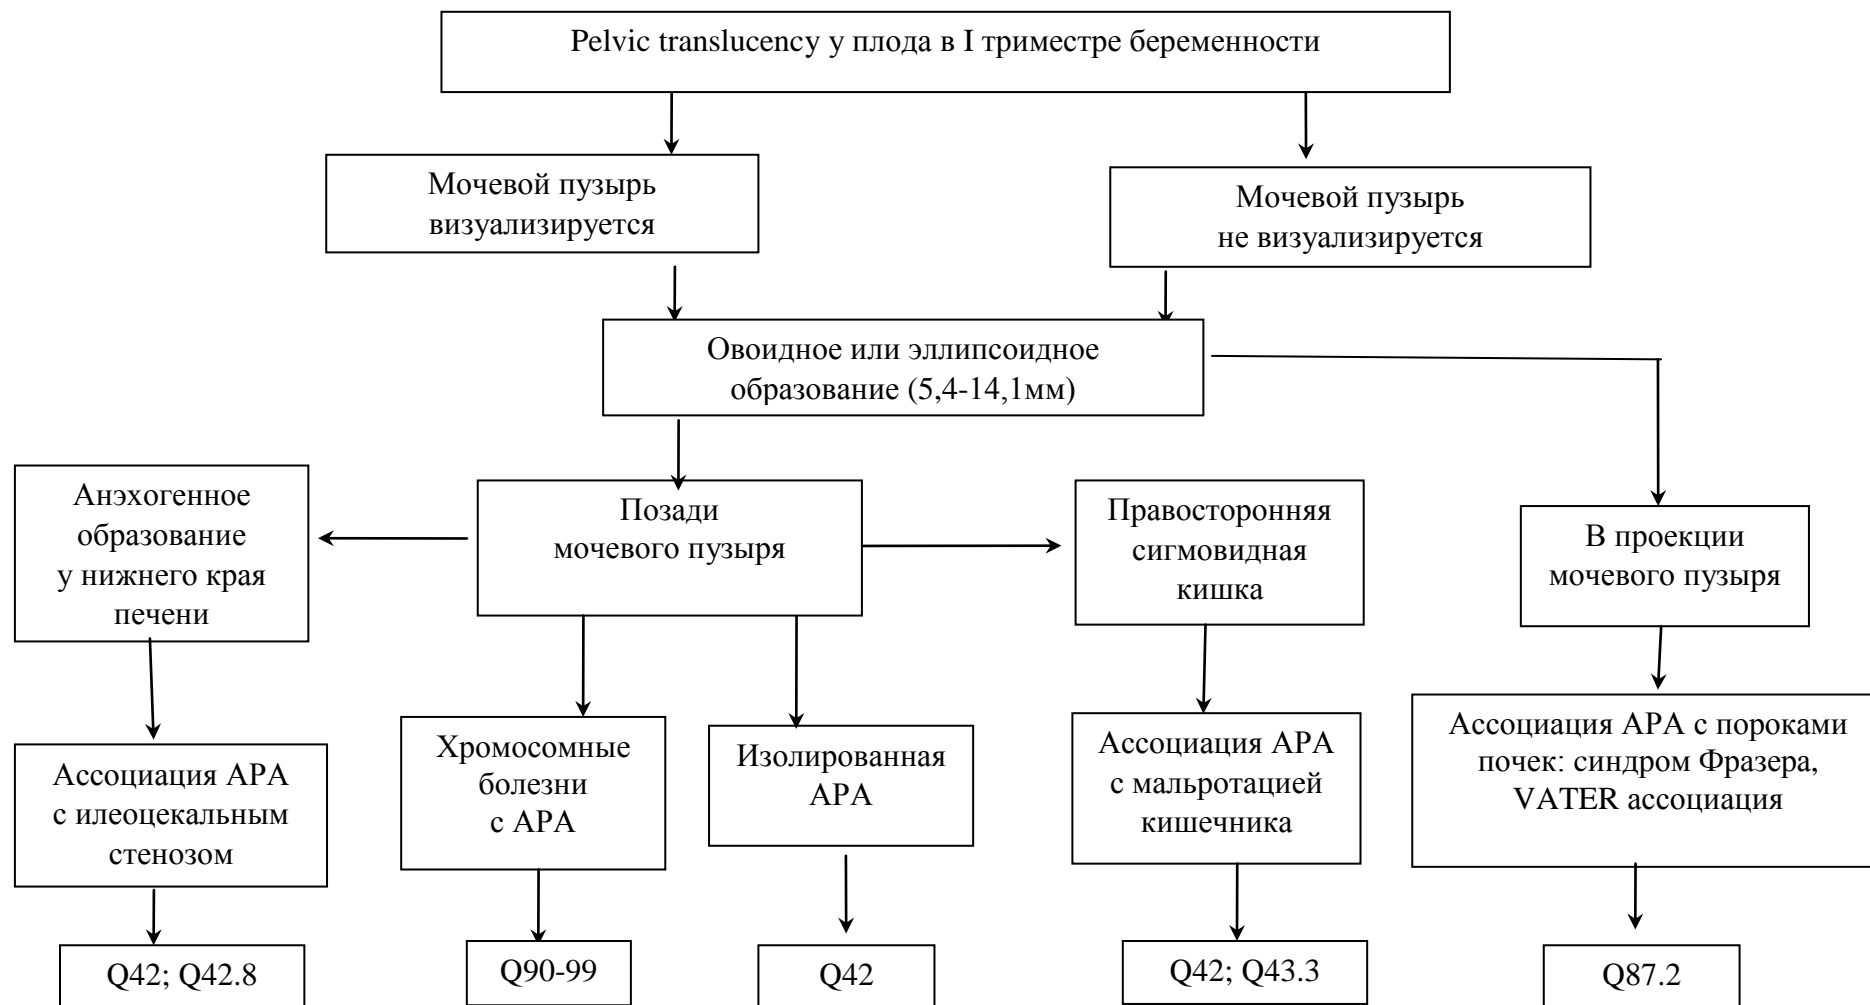 Pelvic translucency у плода в I триместре беременности
Мочевой пузырь
визуализируется
Мочевой пузырь
не визуализируется
Овоидное или эллипсоидное
образование (5,4-14,1мм)
Анэхогенное
образование
у нижнего края
печени
Позади
мочевого пузыря
Правосторонняя
сигмовидная
кишка
В проекции
мочевого пузыря
Ассоциация АРА
с илеоцекальным
стенозом
Хромосомные
болезни
с АРА
Изолированная
АРА
Ассоциация АРА
с мальротацией
кишечника
Ассоциация АРА с пороками
почек: синдром Фразера,
VATER ассоциация
Q42; Q42.8
Q90-99
Q42
Q42; Q43.3
Q87.2